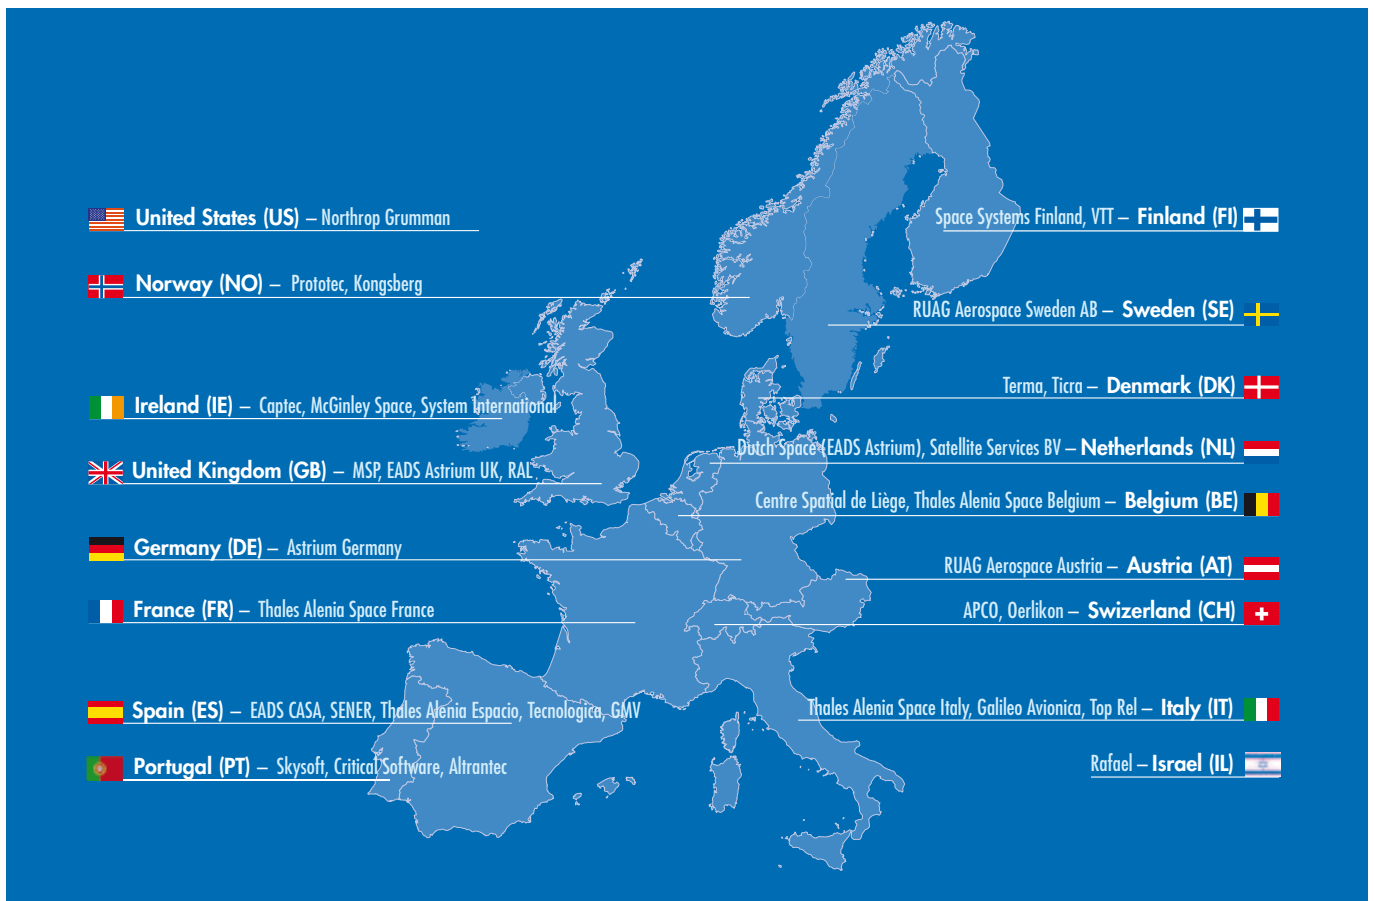 United States (US) – Northrop Grumman
Norway (NO) – Prototec, Kongsberg
Ireland (IE) – Captec, McGinley Space, System International
United Kingdom (GB) – MSP, EADS Astrium UK, RAL
Germany (DE) – Astrium Germany
France (FR) – Thales Alenia Space France
Spain (ES) – EADS CASA, SENER, Thales Alenia Espacio, Tecnologica, GMV
Portugal (PT) – Skysoft, Critical Software, Altrantec
Space Systems Finland, VTT – Finland (FI)
RUAG Aerospace Sweden AB – Sweden (SE)
Terma, Ticra – Denmark (DK)
Dutch Space (EADS Astrium), Satellite Services BV – Netherlands (NL)
Centre Spatial de Liège, Thales Alenia Space Belgium – Belgium (BE)
RUAG Aerospace Austria – Austria (AT)
APCO, Oerlikon – Swizerland (CH)
Thales Alenia Space Italy, Galileo Avionica, Top Rel – Italy (IT)
Rafael – Israel (IL)